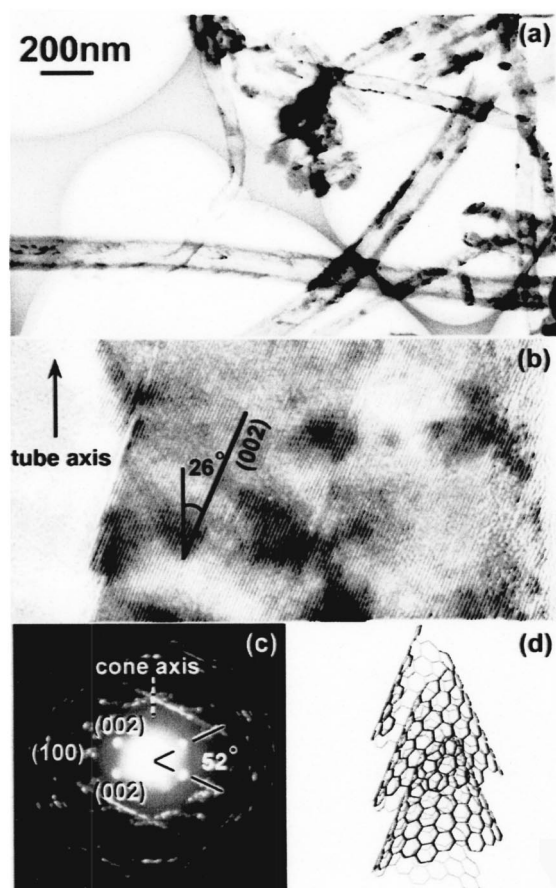 200nm
(a)
(b)
tube axis
26°
(002)
(c)
cone axis
(002)
(100)
52°
(002)
(d)